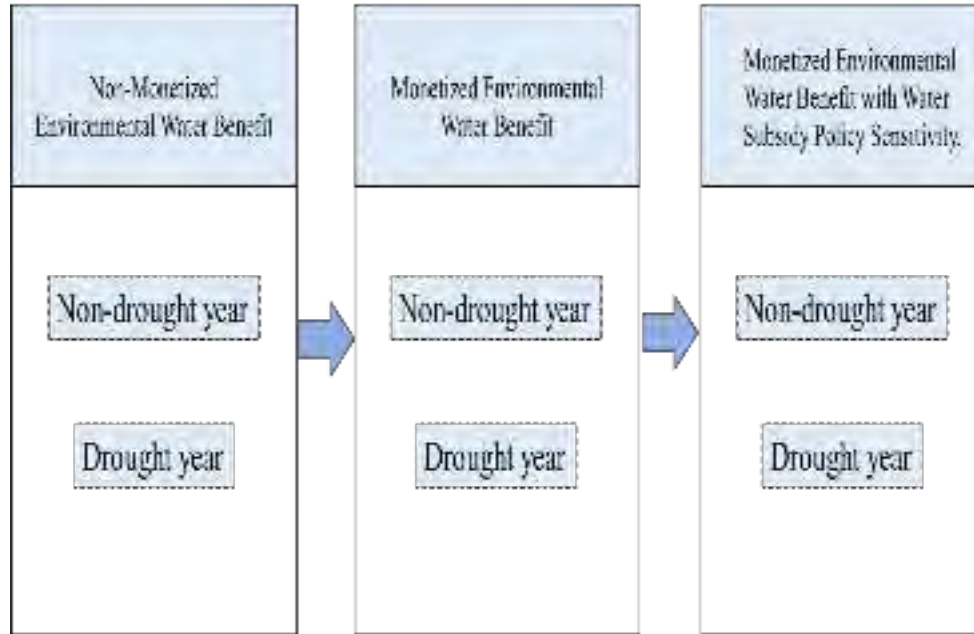 Non-Monetized
Environmental Water Benefit
Non-drought year
Drought year
Monetized Environmental
Water Benefit
Non-drought year
Drought year
Monetized Environmental
Water Benefit with Water
Subsidy Policy Sensitivity.
Non-drought year
Drought year